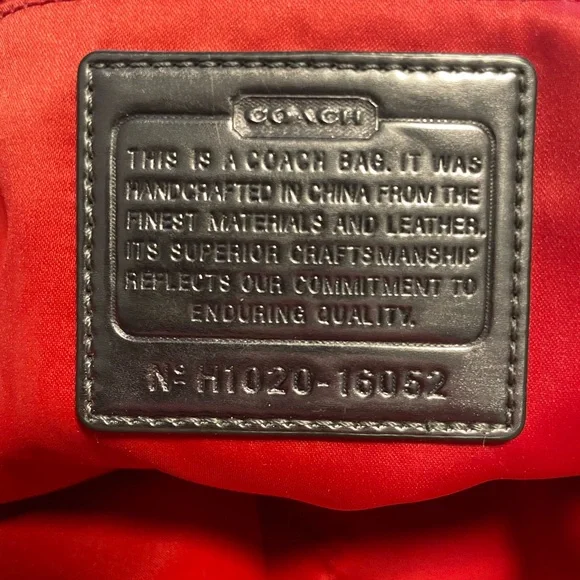 COACH
THIS IS A COACH BAG. IT WAS
HANDCRAFTED IN CHINA FROM THE
FINEST MATERIALS AND LEATHER.
ITS SUPERIOR CRAFTSMANSHIP
REFLECTS OUR COMMITMENT TO
ENDURING QUALITY.
Nº H1020-16052